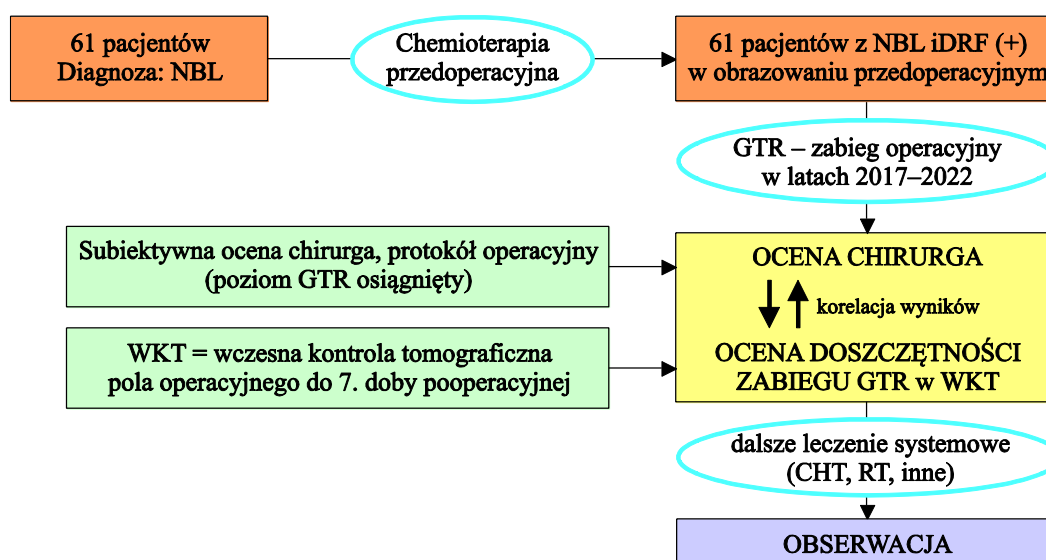 61 pacjentów
Diagnoza: NBL
Chemioterapia
przedoperacyjna
61 pacjentów z NBL iDRF (+)
w obrazowaniu przedoperacyjnym
GTR – zabieg operacyjny
w latach 2017–2022
Subiektywna ocena chirurga, protokół operacyjny
(poziom GTR osiągnięty)
OCENA CHIRURGA
korelacja wyników
WKT = wczesna kontrola tomograficzna
pola operacyjnego do 7. doby pooperacyjnej
OCENA DOSZCZĘTNOŚCI
ZABIEGU GTR w WKT
dalsze leczenie systemowe
(CHT, RT, inne)
OBSERWACJA